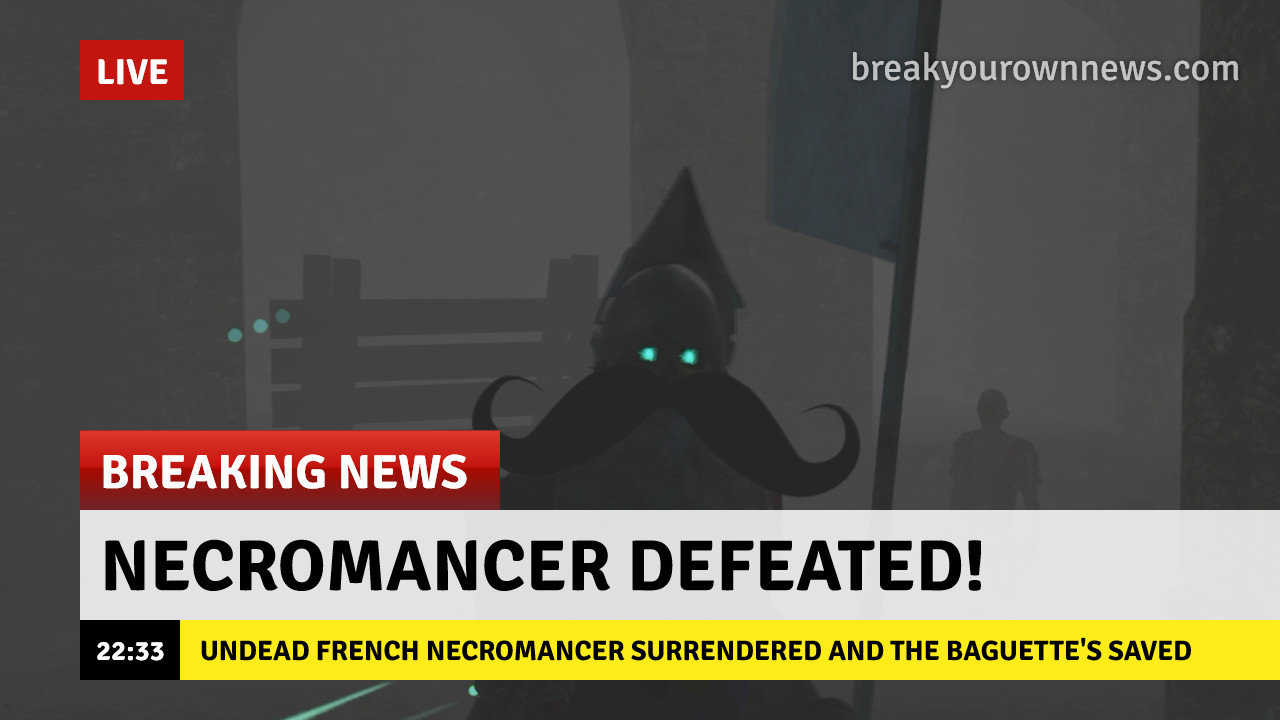 LIVE
breakyourownnews.com
BREAKING NEWS
NECROMANCER DEFEATED!
22:33
UNDEAD FRENCH NECROMANCER SURRENDERED AND THE BAGUETTE'S SAVED